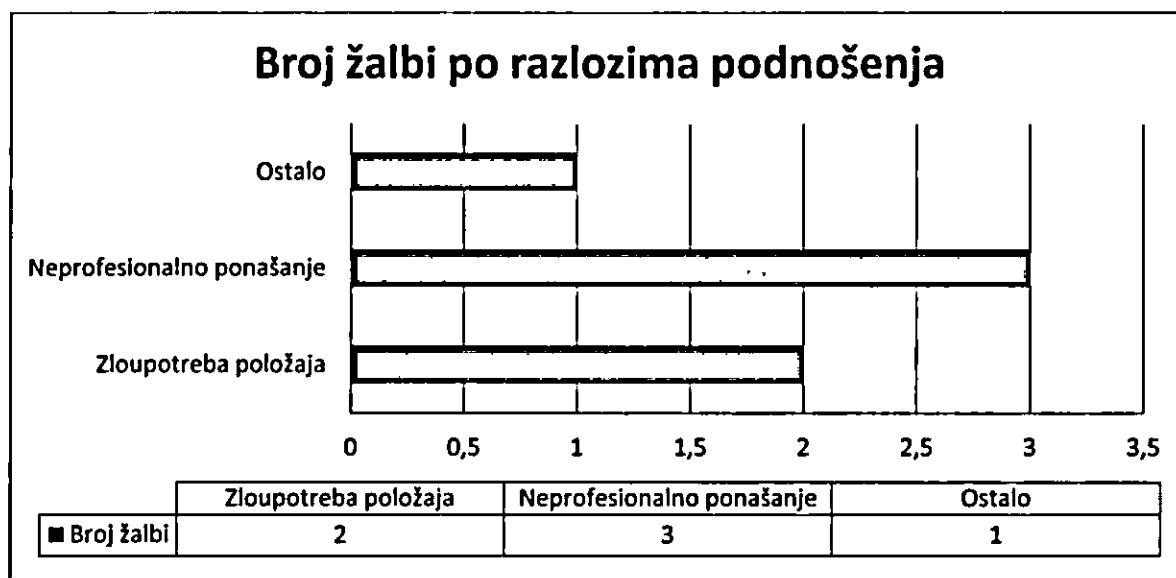 Broj žalbi po razlozima podnošenja
Ostalo
Neprofesionalno ponašanje
Zloupotreba položaja
0 0,5 1 1,5 2 2,5 3 3,5
Zloupotreba položaja Neprofesionalno ponašanje Ostalo
Broj žalbi 2 3 1